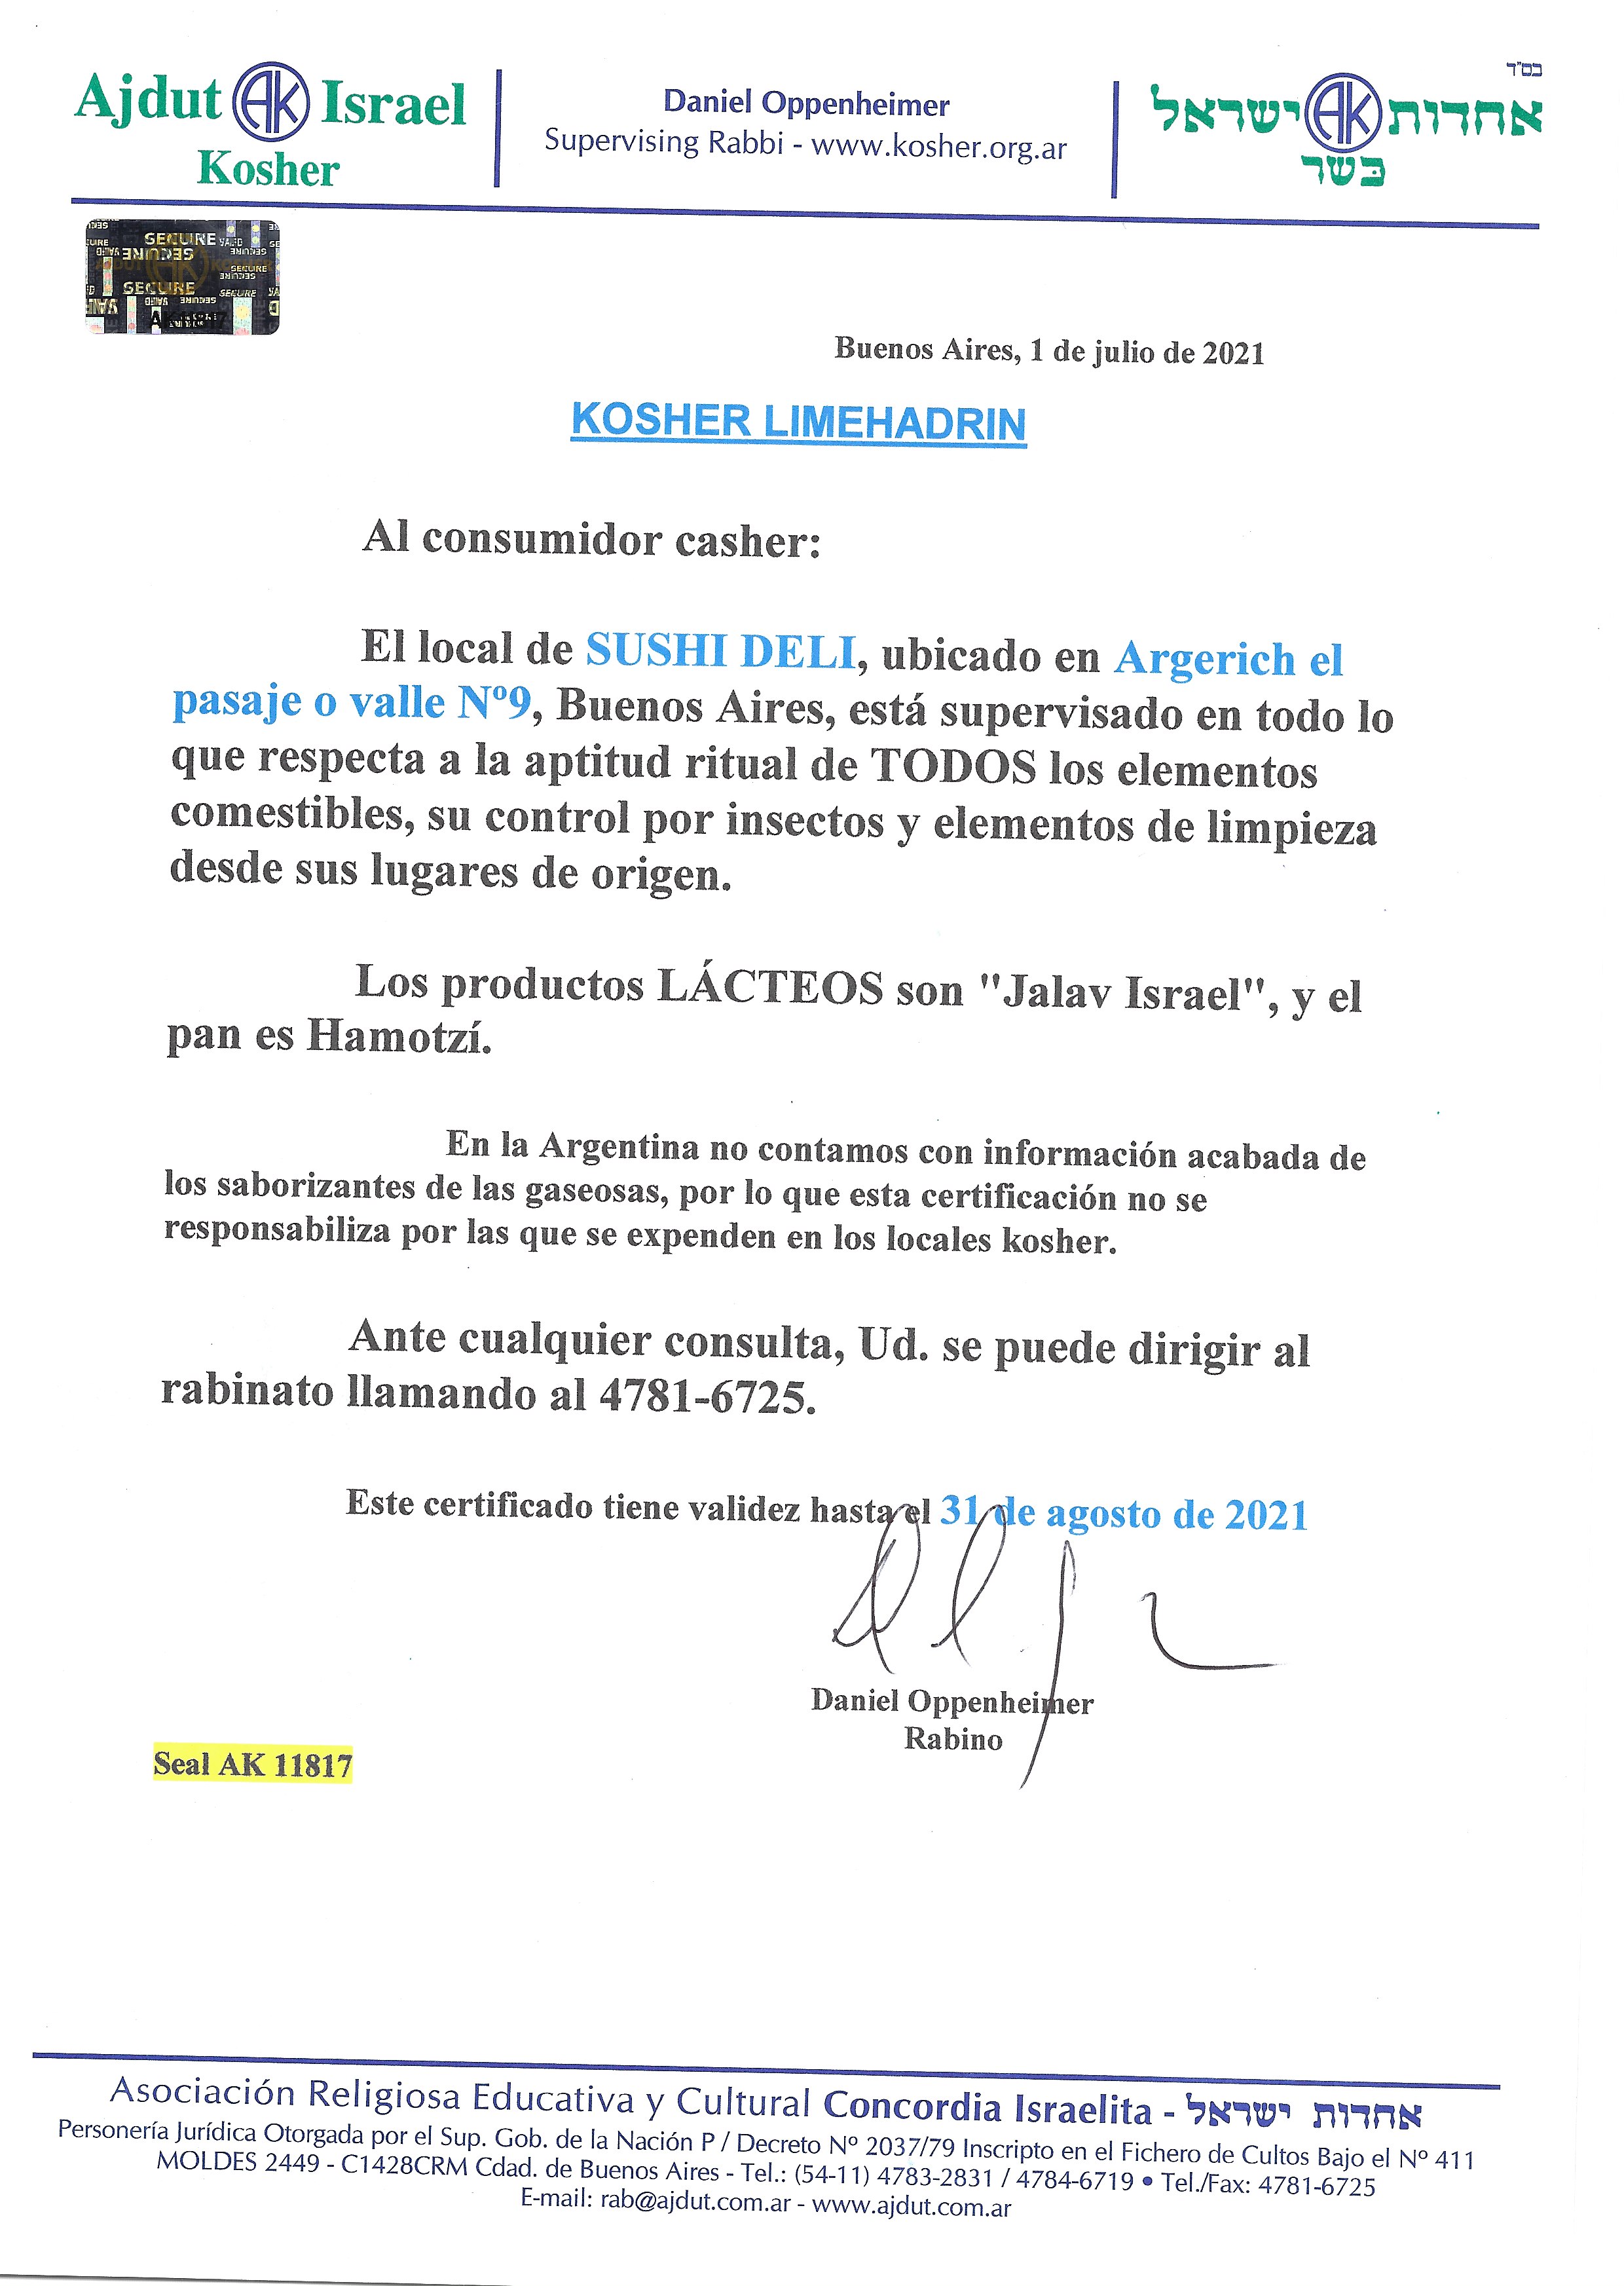 בס"ד
Ajdut AK Israel
Kosher
Daniel Oppenheimer
Supervising Rabbi - www.kosher.org.ar
אחדות AK ישראל
כשר
SECURE
SECURE
SECURE
Buenos Aires, 1 de julio de 2021
KOSHER LIMEHADRIN
Al consumidor casher:
El local de SUSHI DELI, ubicado en Argerich el
pasaje o valle Nº9, Buenos Aires, está supervisado en todo lo
que respecta a la aptitud ritual de TODOS los elementos
comestibles, su control por insectos y elementos de limpieza
desde sus lugares de origen.
Los productos LÁCTEOS son "Jalav Israel", y el
pan es Hamotzí.
En la Argentina no contamos con información acabada de
los saborizantes de las gaseosas, por lo que esta certificación no se
responsabiliza por las que se expenden en los locales kosher.
Ante cualquier consulta, Ud. se puede dirigir al
rabinato llamando al 4781-6725.
Este certificado tiene validez hasta el 31 de agosto de 2021
Daniel Oppenheimer
Rabino
Seal AK 11817
Asociación Religiosa Educativa y Cultural Concordia Israelita - אחדות ישראל
Personería Jurídica Otorgada por el Sup. Gob. de la Nación P / Decreto Nº 2037/79 Inscripto en el Fichero de Cultos Bajo el Nº 411
MOLDES 2449 - C1428CRM Cdad. de Buenos Aires - Tel.: (54-11) 4783-2831 / 4784-6719 • Tel./Fax: 4781-6725
E-mail: rab@ajdut.com.ar - www.ajdut.com.ar